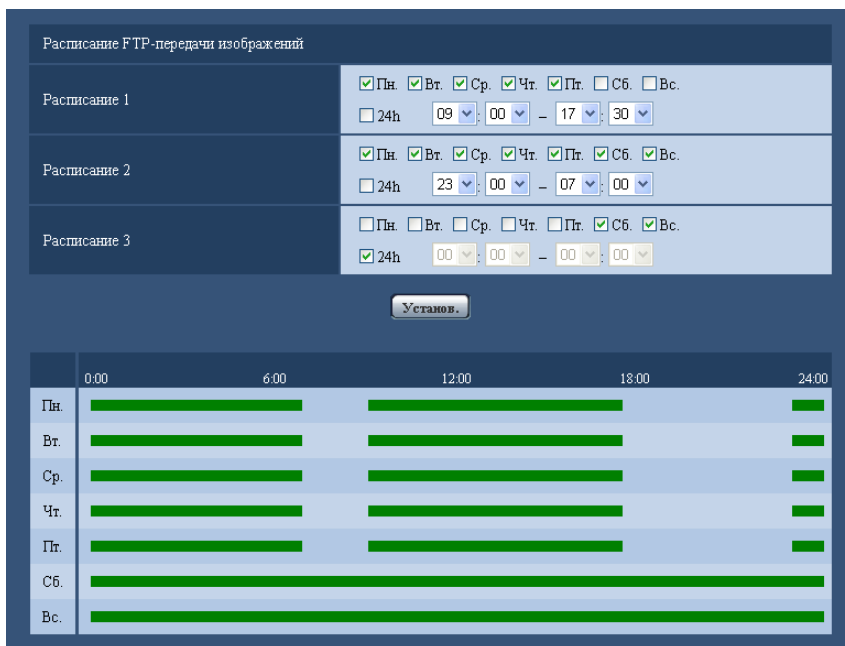 Расписание FTP-передачи изображений
Расписание 1
Пн. Вт. Ср. Чт. Пт. Сб. Вс.
24h 09 : 00 – 17 : 30
Расписание 2
Пн. Вт. Ср. Чт. Пт. Сб. Вс.
24h 23 : 00 – 07 : 00
Расписание 3
Пн. Вт. Ср. Чт. Пт. Сб. Вс.
24h 00 : 00 – 00 : 00
Установ.
0:00 6:00 12:00 18:00 24:00
Пн.
Вт.
Ср.
Чт.
Пт.
Сб.
Вс.